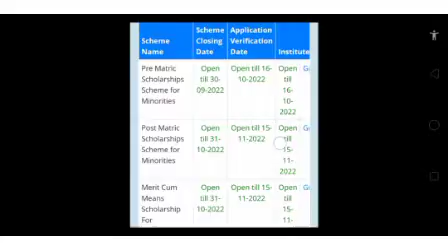 Scheme Name
Scheme Closing Date
Application Verification Date
Institute
Pre Matric Scholarships Scheme for Minorities
Open till 30-09-2022
Open till 16-10-2022
Open till 16-10-2022
Post Matric Scholarships Scheme for Minorities
Open till 31-10-2022
Open till 15-11-2022
Open till 15-11-2022
Merit Cum Means Scholarship For
Open till 31-10-2022
Open till 15-11-2022
Open till 15-11-